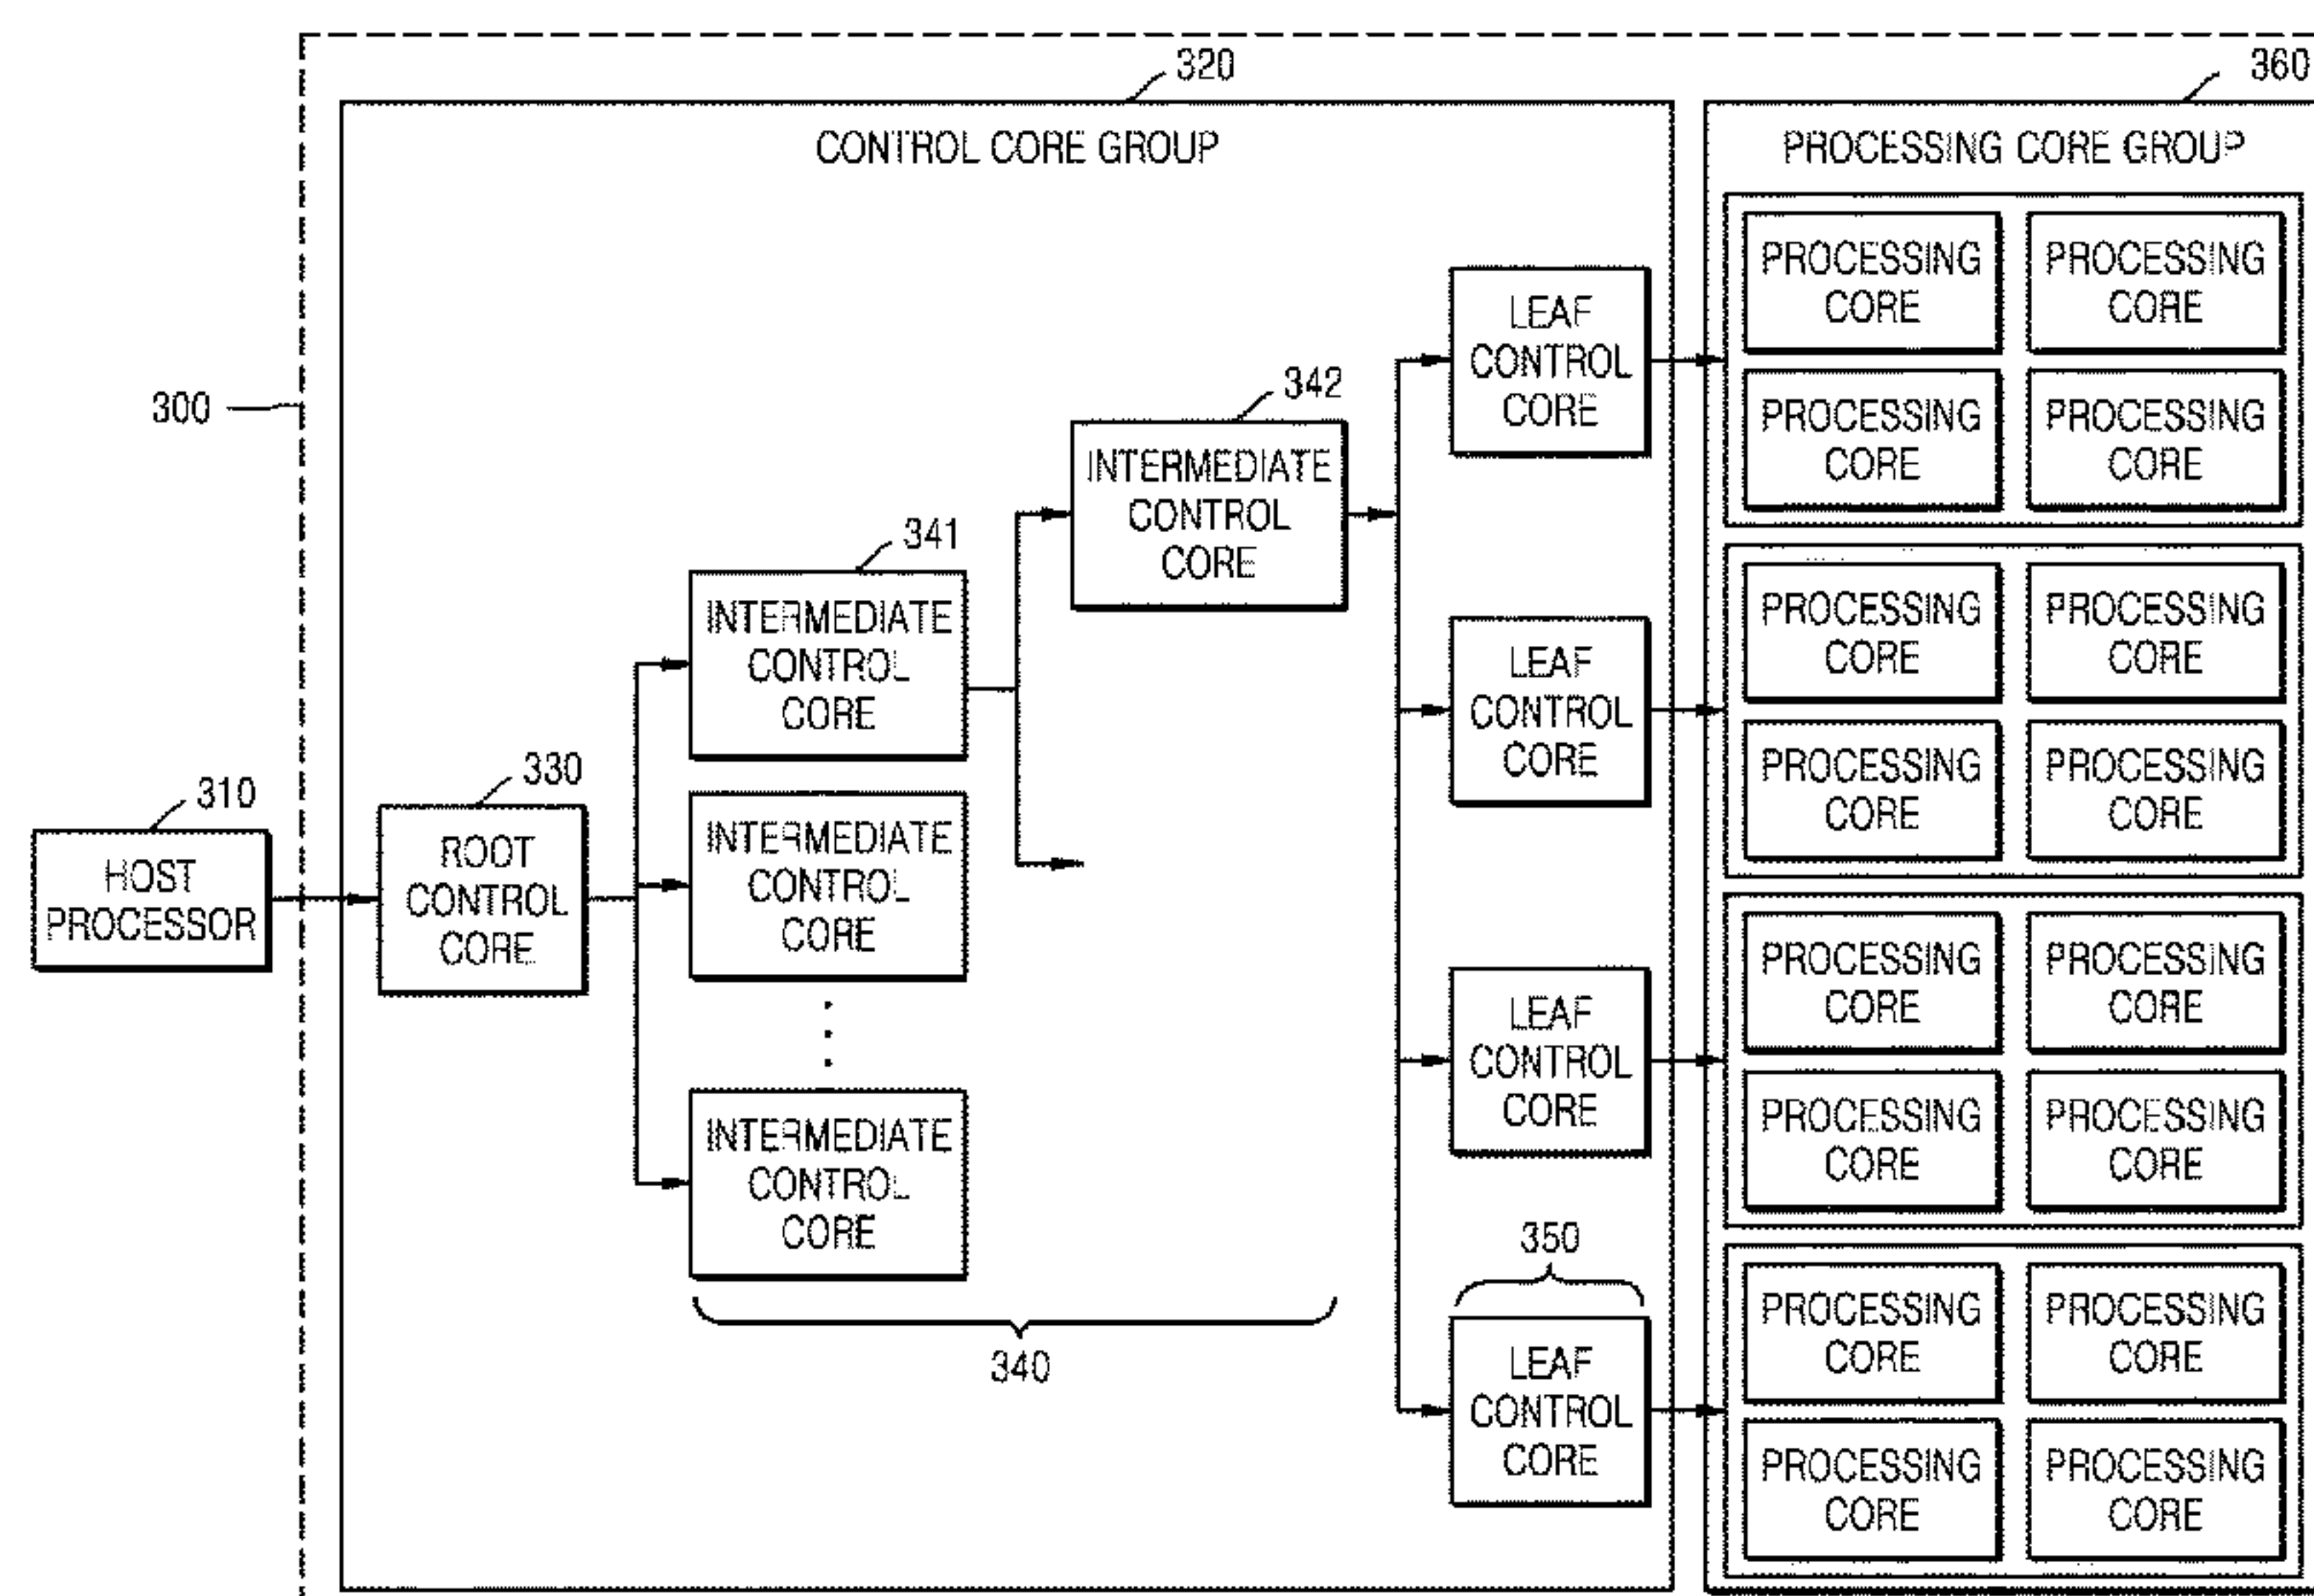 320
360
CONTROL CORE GROUP
PROCESSING CORE GROUP
300
310
HOST
PROCESSOR
330
ROOT
CONTROL
CORE
341
INTERMEDIATE
CONTROL
CORE
INTERMEDIATE
CONTROL
CORE
INTERMEDIATE
CONTROL
CORE
340
342
INTERMEDIATE
CONTROL
CORE
LEAF
CONTROL
CORE
LEAF
CONTROL
CORE
LEAF
CONTROL
CORE
350
LEAF
CONTROL
CORE
PROCESSING
CORE
PROCESSING
CORE
PROCESSING
CORE
PROCESSING
CORE
PROCESSING
CORE
PROCESSING
CORE
PROCESSING
CORE
PROCESSING
CORE
PROCESSING
CORE
PROCESSING
CORE
PROCESSING
CORE
PROCESSING
CORE
PROCESSING
CORE
PROCESSING
CORE
PROCESSING
CORE
PROCESSING
CORE